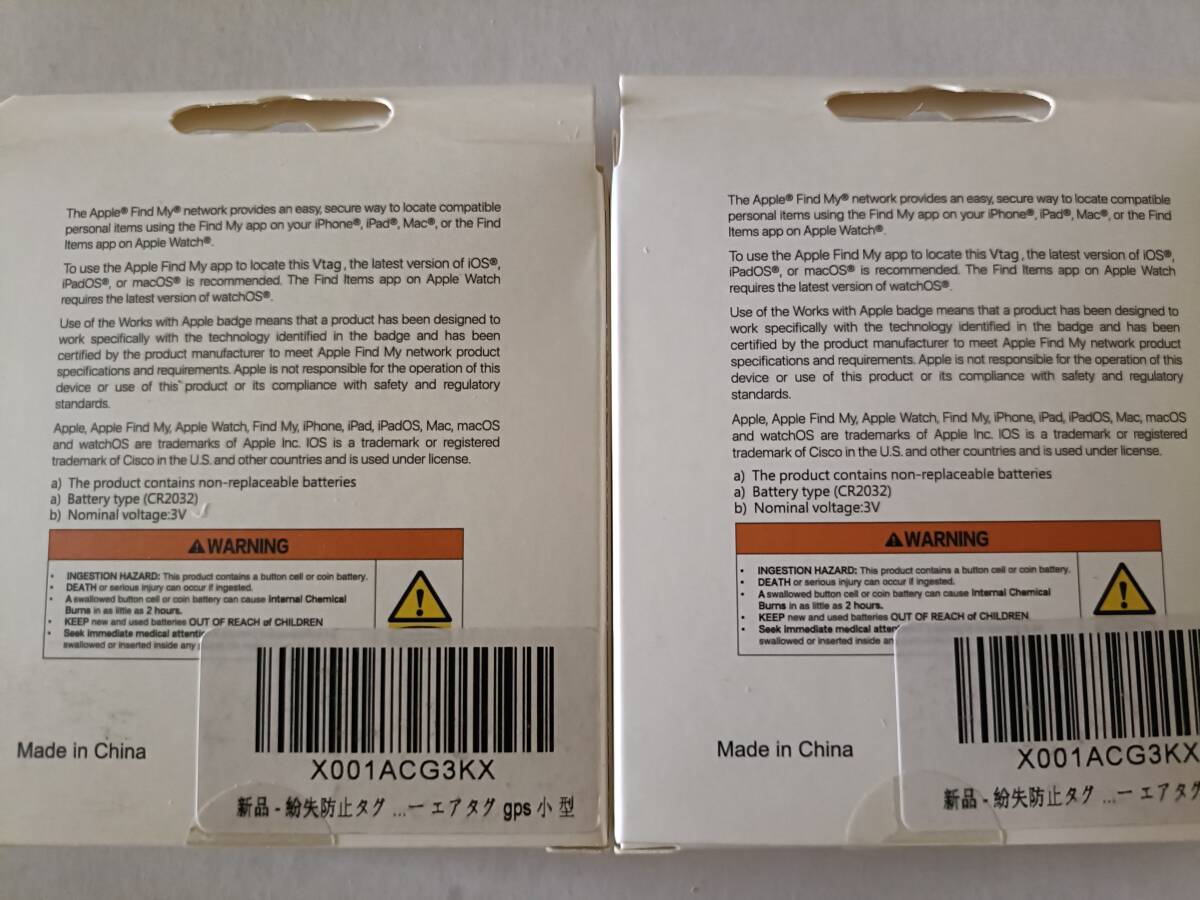 The Apple® Find My® network provides an easy, secure way to locate compatible
personal items using the Find My app on your iPhone®, iPad®, Mac®, or the Find
Items app on Apple Watch®.
To use the Apple Find My app to locate this Vtag , the latest version of iOS®,
iPadOS®, or macOS® is recommended. The Find Items app on Apple Watch
requires the latest version of watchOS®.
Use of the Works with Apple badge means that a product has been designed to
work specifically with the technology identified in the badge and has been
certified by the product manufacturer to meet Apple Find My network product
specifications and requirements. Apple is not responsible for the operation of this
device or use of this product or its compliance with safety and regulatory
standards.
Apple, Apple Find My, Apple Watch, Find My, iPhone, iPad, iPadOS, Mac, macOS
and watchOS are trademarks of Apple Inc. IOS is a trademark or registered
trademark of Cisco in the U.S. and other countries and is used under license.
a) The product contains non-replaceable batteries
a) Battery type (CR2032)
b) Nominal voltage:3V
WARNING
• INGESTION HAZARD: This product contains a button cell or coin battery.
• DEATH or serious injury can occur if ingested.
• A swallowed button cell or coin battery can cause Internal Chemical
Burns in as little as 2 hours.
• KEEP new and used batteries OUT OF REACH of CHILDREN
• Seek immediate medical
swallowed or inserted inside any
Made in China
X001ACG3KX
新品 - 紛失防止タグ ...ー エアタグ gps 小 型
The Apple® Find My® network provides an easy, secure way to locate compatible
personal items using the Find My app on your iPhone®, iPad®, Mac®, or the Find
Items app on Apple Watch®.
To use the Apple Find My app to locate this Vtag , the latest version of iOS®,
iPadOS®, or macOS® is recommended. The Find Items app on Apple Watch
requires the latest version of watchOS®.
Use of the Works with Apple badge means that a product has been designed to
work specifically with the technology identified in the badge and has been
certified by the product manufacturer to meet Apple Find My network product
specifications and requirements. Apple is not responsible for the operation of this
device or use of this product or its compliance with safety and regulatory
standards.
Apple, Apple Find My, Apple Watch, Find My, iPhone, iPad, iPadOS, Mac, macOS
and watchOS are trademarks of Apple Inc. IOS is a trademark or registered
trademark of Cisco in the U.S. and other countries and is used under license.
a) The product contains non-replaceable batteries
a) Battery type (CR2032)
b) Nominal voltage:3V
WARNING
• INGESTION HAZARD: This product contains a button cell or coin battery.
• DEATH or serious injury can occur if ingested.
• A swallowed button cell or coin battery can cause Internal Chemical
Burns in as little as 2 hours.
• KEEP new and used batteries OUT OF REACH of CHILDREN
• Seek immediate medical
swallowed or inserted inside
Made in China
X001ACG3KX
新品 - 紛失防止タグ ...ー エアタグ